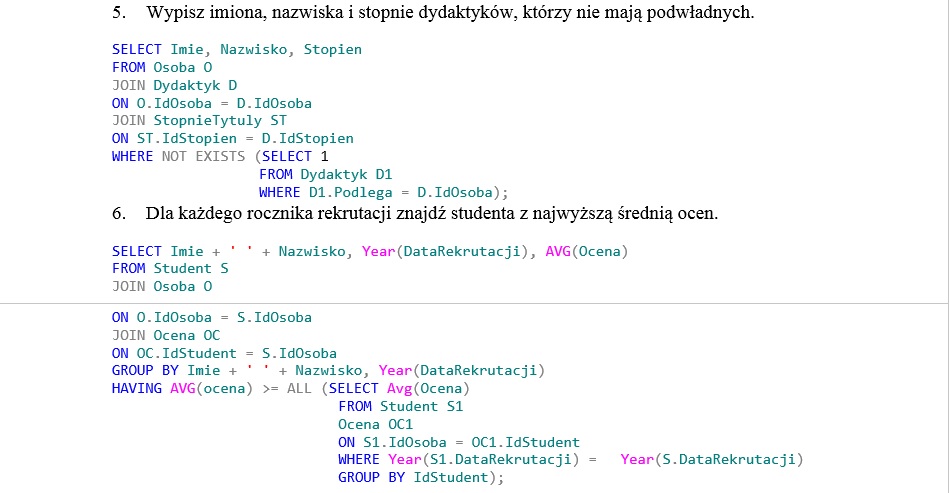 5. Wypisz imiona, nazwiska i stopnie dydaktyków, którzy nie mają podwładnych.
SELECT Imie, Nazwisko, Stopien
FROM Osoba O
JOIN Dydaktyk D
ON O.IdOsoba = D.IdOsoba
JOIN StopnieTytuly ST
ON ST.IdStopien = D.IdStopien
WHERE NOT EXISTS (SELECT 1
FROM Dydaktyk D1
WHERE D1.Podlega = D.IdOsoba);
6. Dla każdego rocznika rekrutacji znajdź studenta z najwyższą średnią ocen.
SELECT Imie + ' ' + Nazwisko, Year(DataRekrutacji), AVG(Ocena)
FROM Student S
JOIN Osoba O
ON O.IdOsoba = S.IdOsoba
JOIN Ocena OC
ON OC.IdStudent = S.IdOsoba
GROUP BY Imie + ' ' + Nazwisko, Year(DataRekrutacji)
HAVING AVG(ocena) >= ALL (SELECT Avg(Ocena)
FROM Student S1
Ocena OC1
ON S1.IdOsoba = OC1.IdStudent
WHERE Year(S1.DataRekrutacji) = Year(S.DataRekrutacji)
GROUP BY IdStudent);